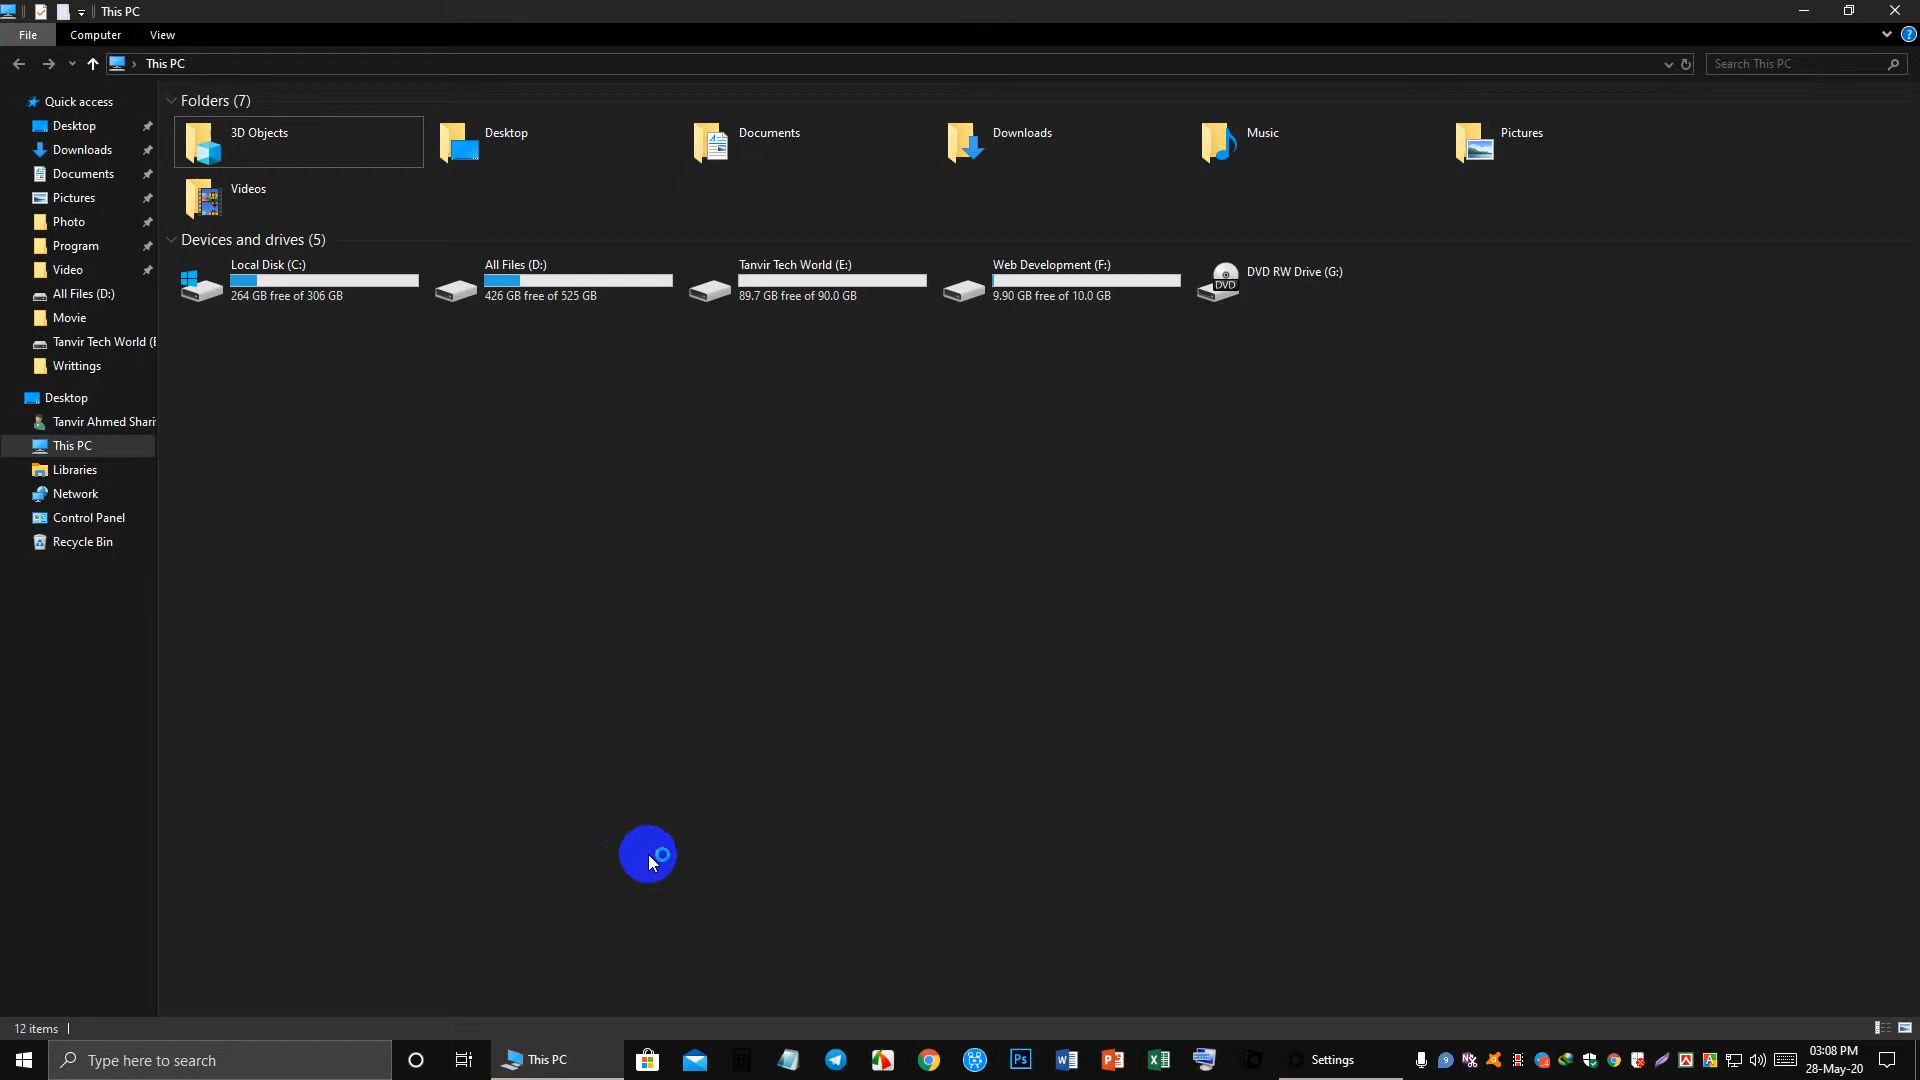 This PC
File Computer View
This PC
Search This PC
Quick access
Desktop
Downloads
Documents
Pictures
Photo
Program
Video
All Files (D:)
Movie
Tanvir Tech World (E
Writtings
Desktop
Tanvir Ahmed Shari
This PC
Libraries
Network
Control Panel
Recycle Bin
Folders (7)
3D Objects
Desktop
Documents
Downloads
Music
Pictures
Videos
Devices and drives (5)
Local Disk (C:)
264 GB free of 306 GB
All Files (D:)
426 GB free of 525 GB
Tanvir Tech World (E:)
89.7 GB free of 90.0 GB
Web Development (F:)
9.90 GB free of 10.0 GB
DVD
DVD RW Drive (G:)
12 items
Type here to search
This PC
Ps
Settings
03:08 PM
28-May-20